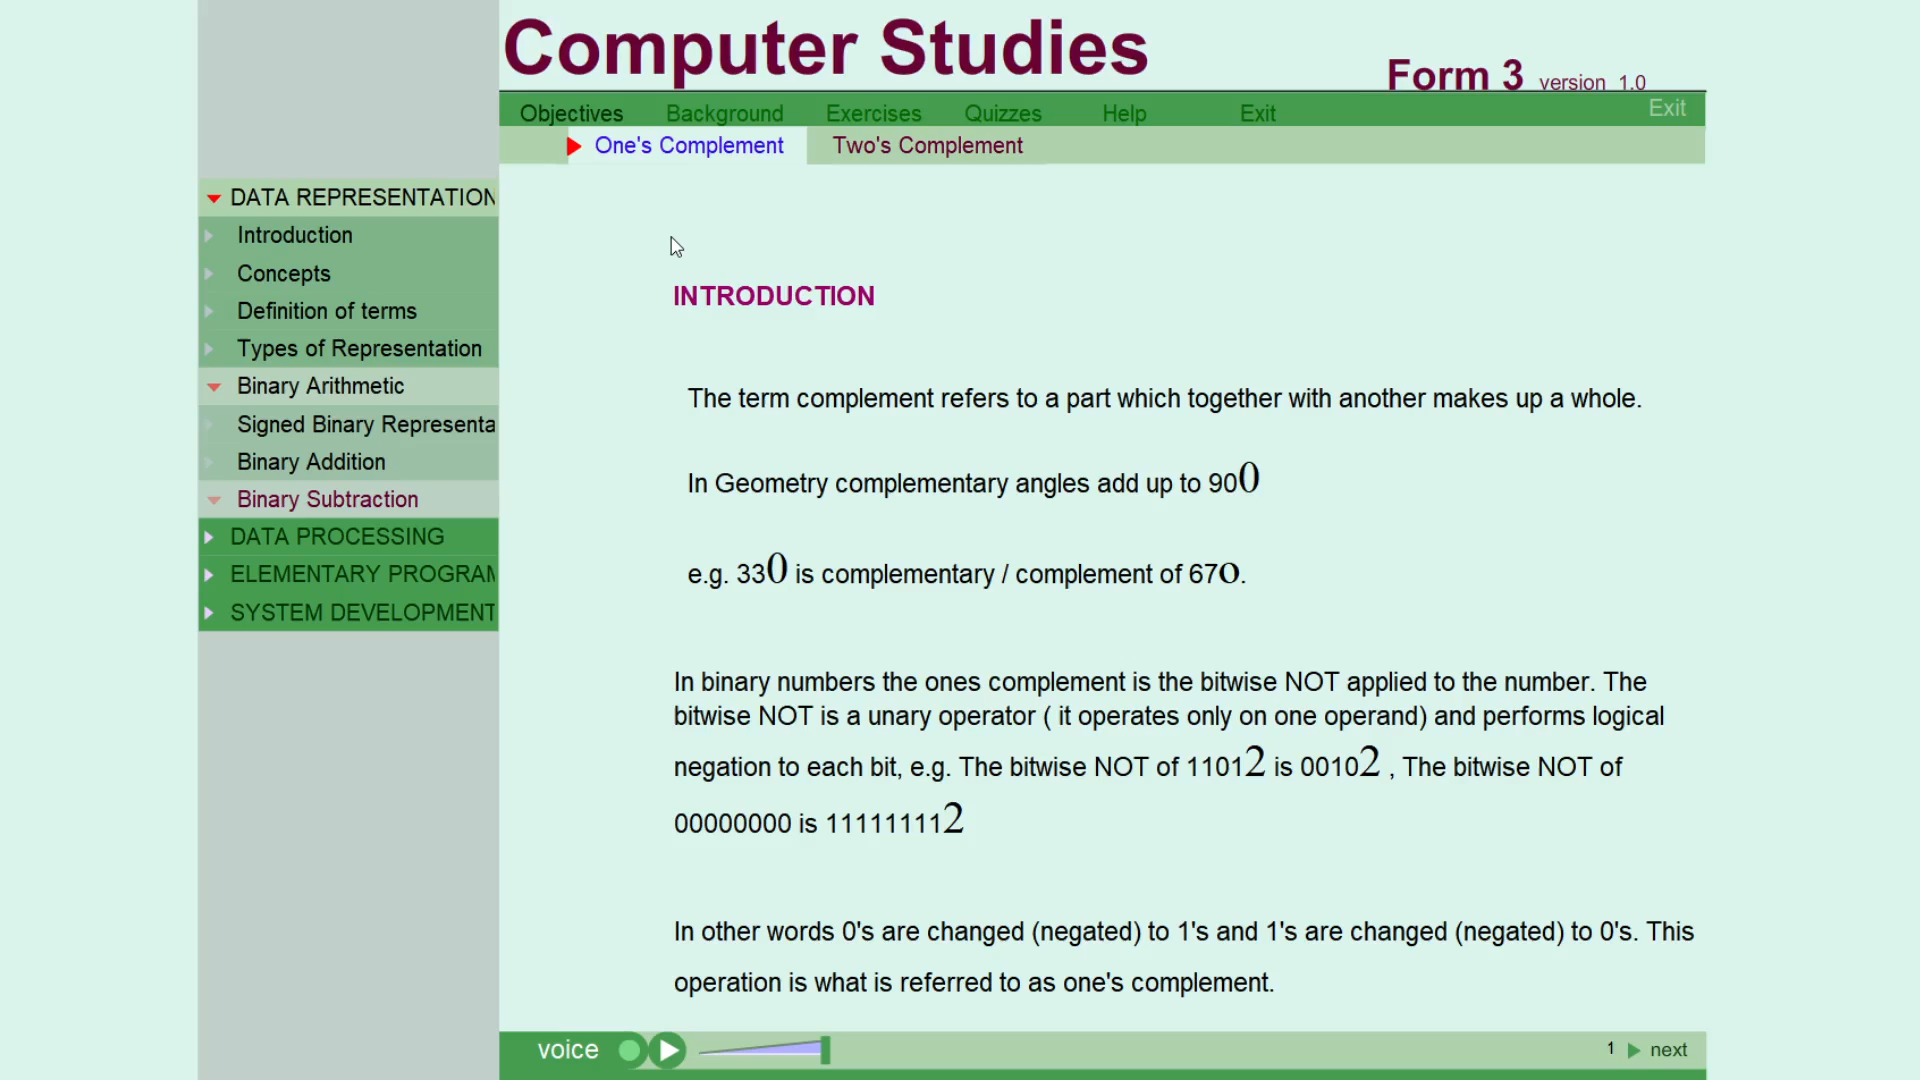 Computer Studies
Form 3 version 1.0
Objectives Background Exercises Quizzes Help Exit Exit
One's Complement Two's Complement
DATA REPRESENTATION
Introduction
Concepts
Definition of terms
Types of Representation
Binary Arithmetic
Signed Binary Representa
Binary Addition
Binary Subtraction
DATA PROCESSING
ELEMENTARY PROGRAM
SYSTEM DEVELOPMENT
INTRODUCTION
The term complement refers to a part which together with another makes up a whole.
In Geometry complementary angles add up to 900
e.g. 330 is complementary / complement of 67o.
In binary numbers the ones complement is the bitwise NOT applied to the number. The
bitwise NOT is a unary operator ( it operates only on one operand) and performs logical
negation to each bit, e.g. The bitwise NOT of 11012 is 00102 , The bitwise NOT of
00000000 is 111111112
In other words 0's are changed (negated) to 1's and 1's are changed (negated) to 0's. This
operation is what is referred to as one's complement.
voice
1 next